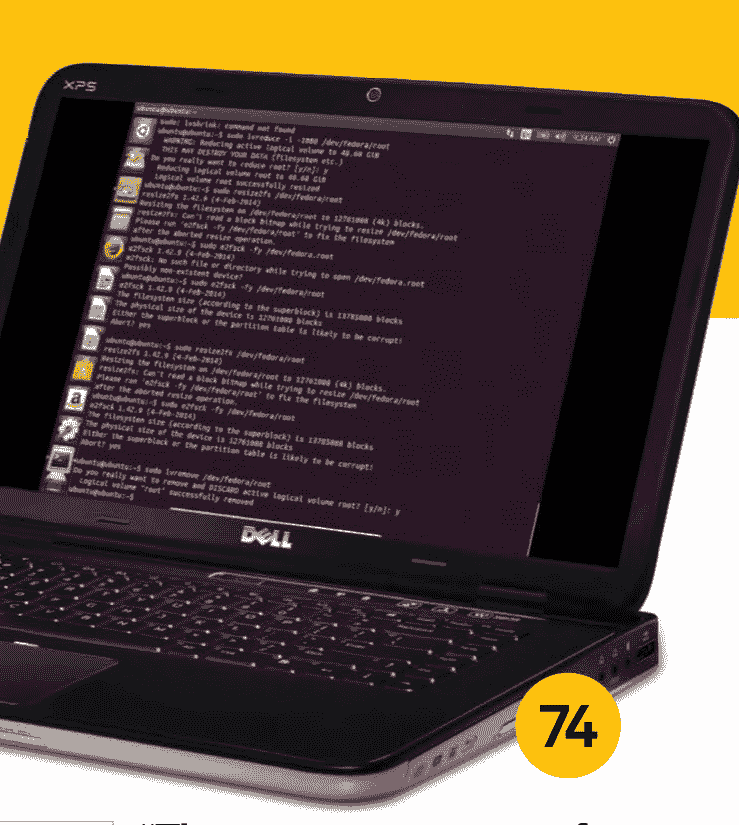 XPS
ubuntu@ubuntu: ~
sudo: lvshrink: command not found
ubuntu@ubuntu:~$ sudo lvreduce -l -1000 /dev/fedora/root
WARNING: Reducing active logical volume to 48.68 GiB
THIS MAY DESTROY YOUR DATA (filesystem etc.)
Do you really want to reduce root? [y/n]: y
Reducing logical volume root to 48.68 GiB
Logical volume root successfully resized
ubuntu@ubuntu:~$ sudo resize2fs /dev/fedora/root
resize2fs 1.42.9 (4-Feb-2014)
Resizing the filesystem on /dev/fedora/root to 12761088 (4k) blocks.
resize2fs: Can't read a block bitmap while trying to resize /dev/fedora/root
Please run 'e2fsck -fy /dev/fedora/root' to fix the filesystem
after the aborted resize operation.
ubuntu@ubuntu:~$ sudo e2fsck -fy /dev/fedora.root
e2fsck 1.42.9 (4-Feb-2014)
e2fsck: No such file or directory while trying to open /dev/fedora.root
Possibly non-existent device?
ubuntu@ubuntu:~$ sudo e2fsck -fy /dev/fedora/root
e2fsck 1.42.9 (4-Feb-2014)
The filesystem size (according to the superblock) is 13785088 blocks
The physical size of the device is 12761088 blocks
Either the superblock or the partition table is likely to be corrupt!
Abort? yes
ubuntu@ubuntu:~$ sudo resize2fs /dev/fedora/root
resize2fs 1.42.9 (4-Feb-2014)
Resizing the filesystem on /dev/fedora/root to 12761088 (4k) blocks.
resize2fs: Can't read a block bitmap while trying to resize /dev/fedora/root
Please run 'e2fsck -fy /dev/fedora/root' to fix the filesystem
after the aborted resize operation.
ubuntu@ubuntu:~$ sudo e2fsck -fy /dev/fedora/root
e2fsck 1.42.9 (4-Feb-2014)
The filesystem size (according to the superblock) is 13785088 blocks
The physical size of the device is 12761088 blocks
Either the superblock or the partition table is likely to be corrupt!
Abort? yes
ubuntu@ubuntu:~$ sudo lvremove /dev/fedora/root
Do you really want to remove and DISCARD active logical volume root? [y/n]: y
Logical volume "root" successfully removed
ubuntu@ubuntu:~$
DELL
74